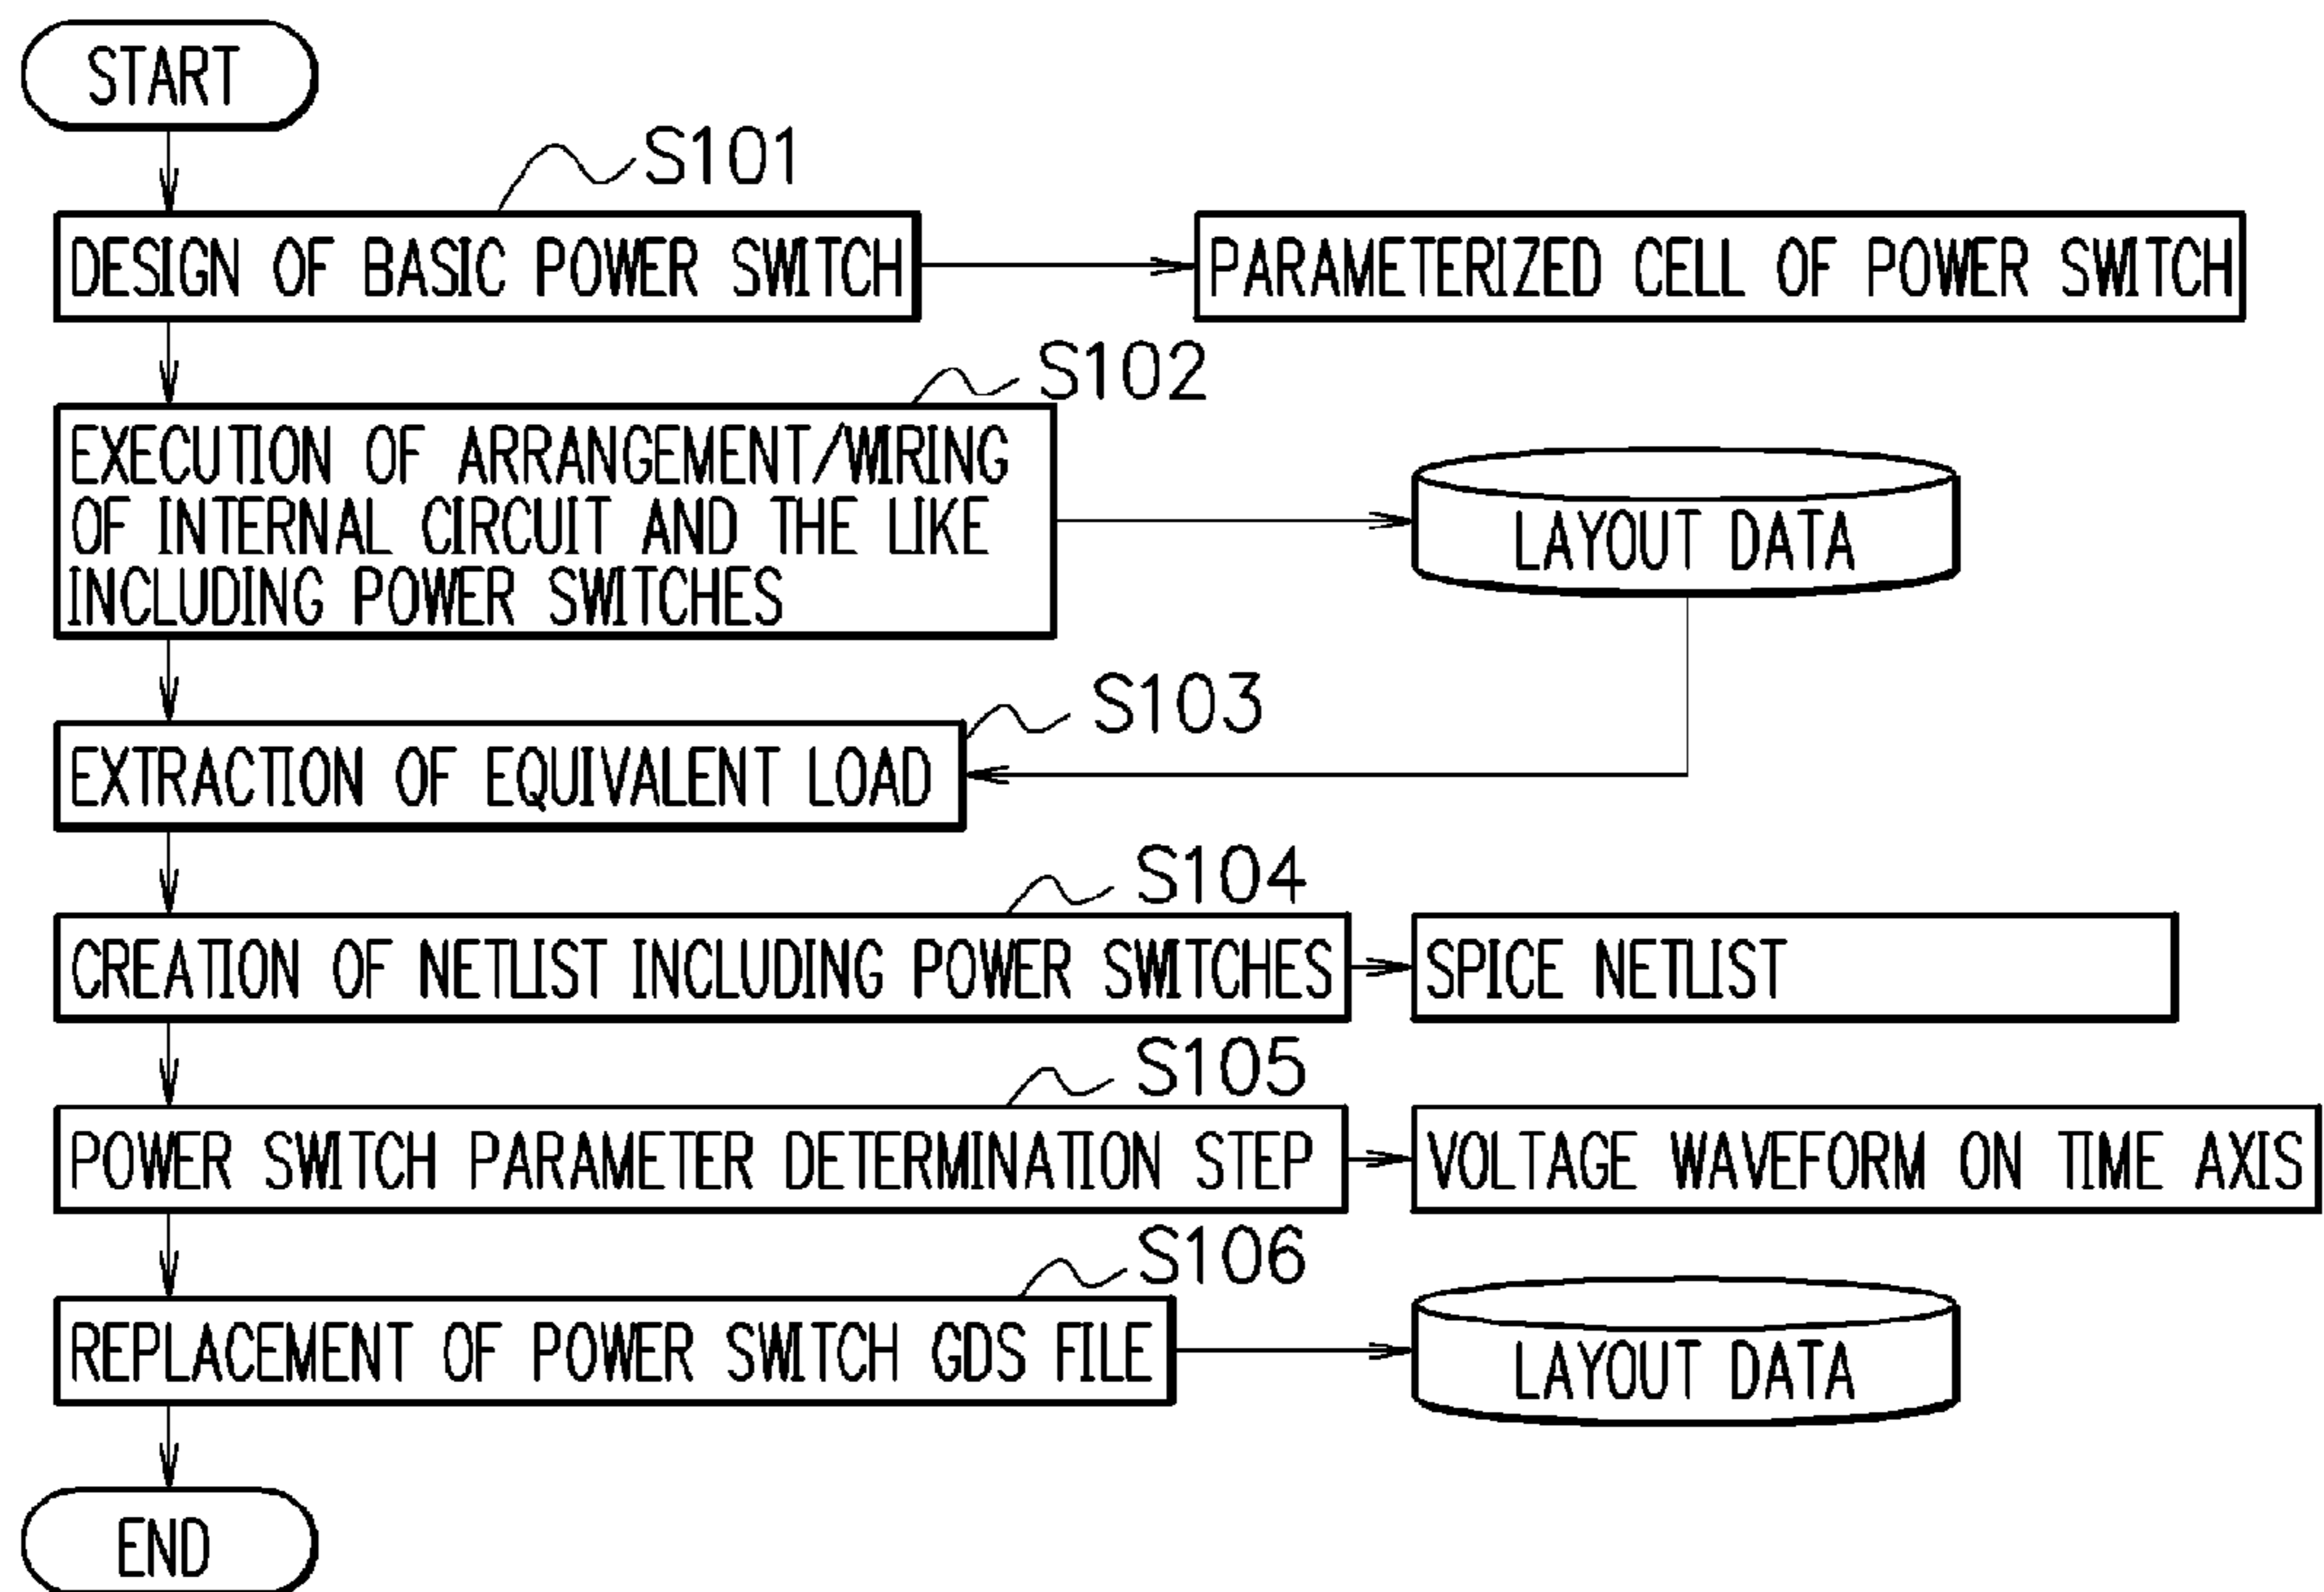 START
S101
DESIGN OF BASIC POWER SWITCH
PARAMETERIZED CELL OF POWER SWITCH
S102
EXECUTION OF ARRANGEMENT/WIRING
OF INTERNAL CIRCUIT AND THE LIKE
INCLUDING POWER SWITCHES
LAYOUT DATA
S103
EXTRACTION OF EQUIVALENT LOAD
S104
CREATION OF NETLIST INCLUDING POWER SWITCHES
SPICE NETLIST
S105
POWER SWITCH PARAMETER DETERMINATION STEP
VOLTAGE WAVEFORM ON TIME AXIS
S106
REPLACEMENT OF POWER SWITCH GDS FILE
LAYOUT DATA
END